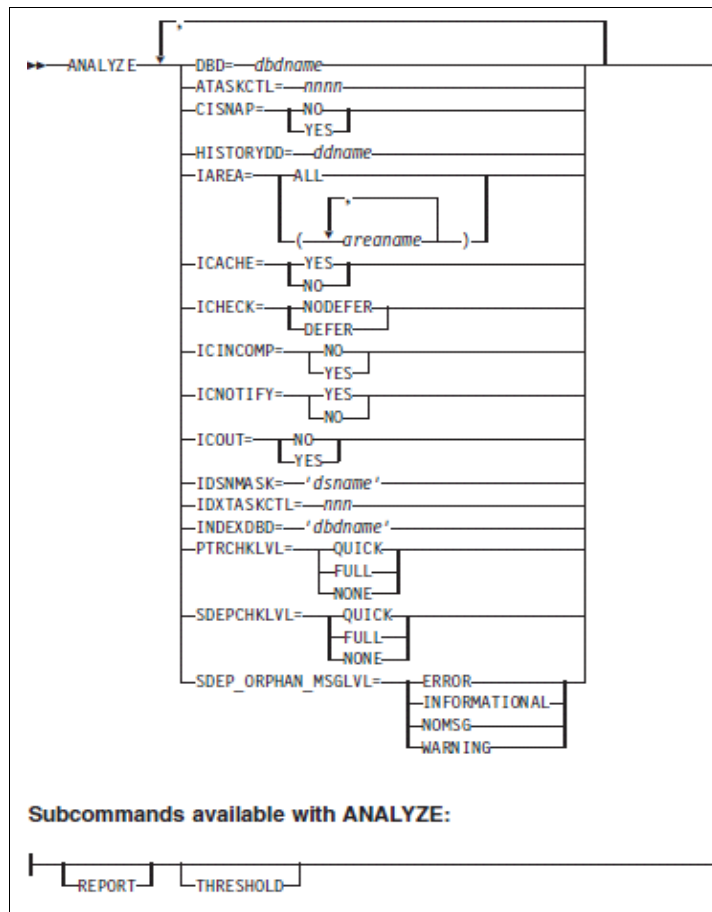 ,
ANALYZE DBD= dbdname
ATASKCTL= nnnn
CISNAP= NO
YES
HISTORYDD= ddname
IAREA= ALL
,
( areaname )
ICACHE= YES
NO
ICHECK= NODEFER
DEFER
ICINCOMP= NO
YES
ICNOTIFY= YES
NO
ICOUT= NO
YES
IDSNMASK= 'dsname'
IDXTASKCTL= nnn
INDEXDBD= 'dbdname'
PTRCHKLVL= QUICK
FULL
NONE
SDEPCHKLVL= QUICK
FULL
NONE
SDEP_ORPHAN_MSGLVL= ERROR
INFORMATIONAL
NOMSG
WARNING
Subcommands available with ANALYZE:
REPORT THRESHOLD